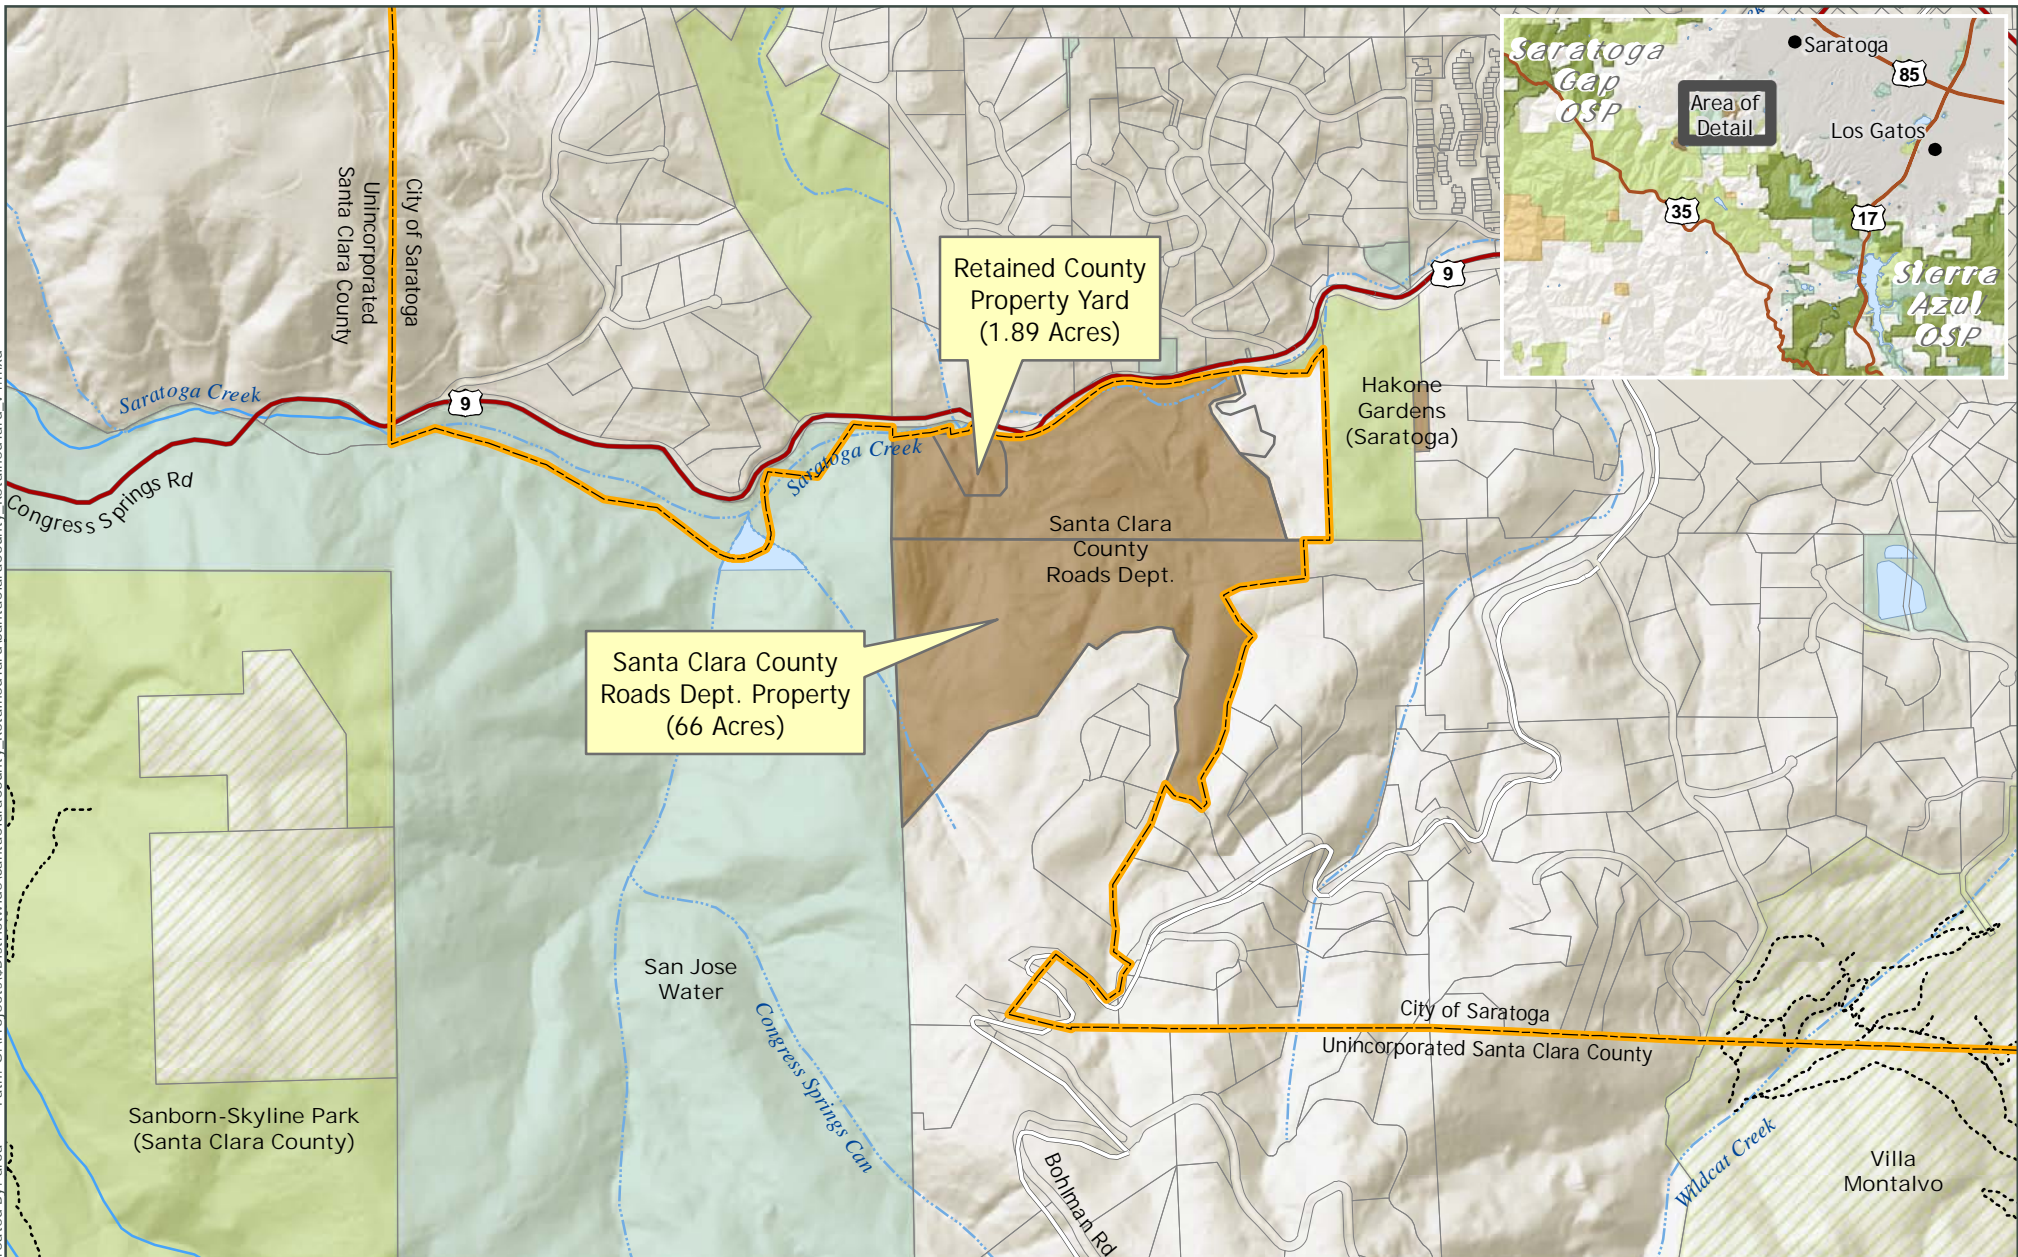 Saratoga
Gap
OSP
Saratoga
85
Area of
Detail
Los Gatos
35
17
Sierra
Azul
OSP
City of Saratoga
Unincorporated
Santa Clara County
Retained County
Property Yard
(1.89 Acres)
9
Saratoga Creek
9
Hakone
Gardens
(Saratoga)
Saratoga Creek
Congress Springs Rd
Santa Clara
County
Roads Dept.
Santa Clara County
Roads Dept. Property
(66 Acres)
San Jose
Water
Congress Springs Can
City of Saratoga
Unincorporated Santa Clara County
Sanborn-Skyline Park
(Santa Clara County)
Bohlman Rd
Wildcat Creek
Villa
Montalvo